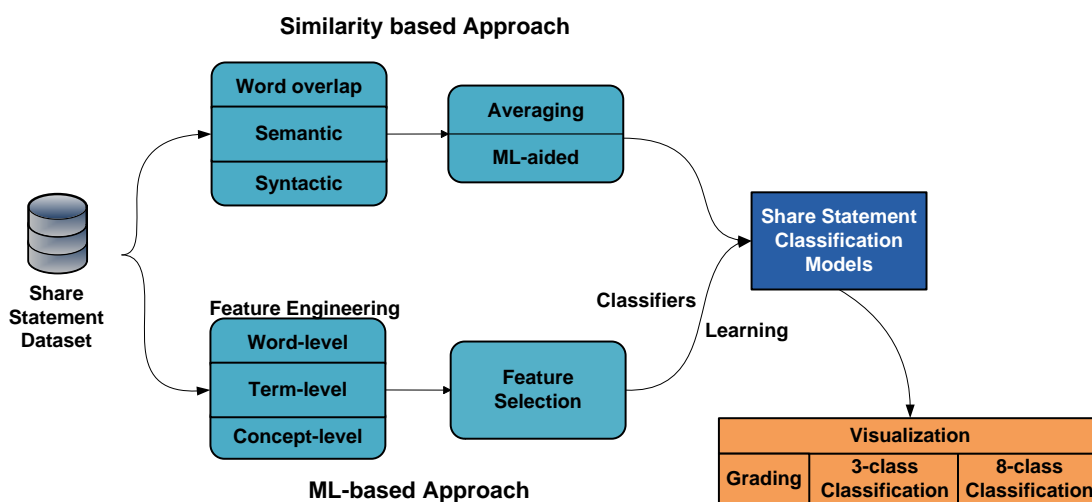 Similarity based Approach
Word overlap
Semantic
Syntactic
Averaging
ML-aided
Share
Statement
Dataset
Share Statement
Classification
Models
Feature Engineering
Word-level
Term-level
Concept-level
Feature
Selection
Classifiers
Learning
ML-based Approach
Visualization
Grading
3-class
Classification
8-class
Classification